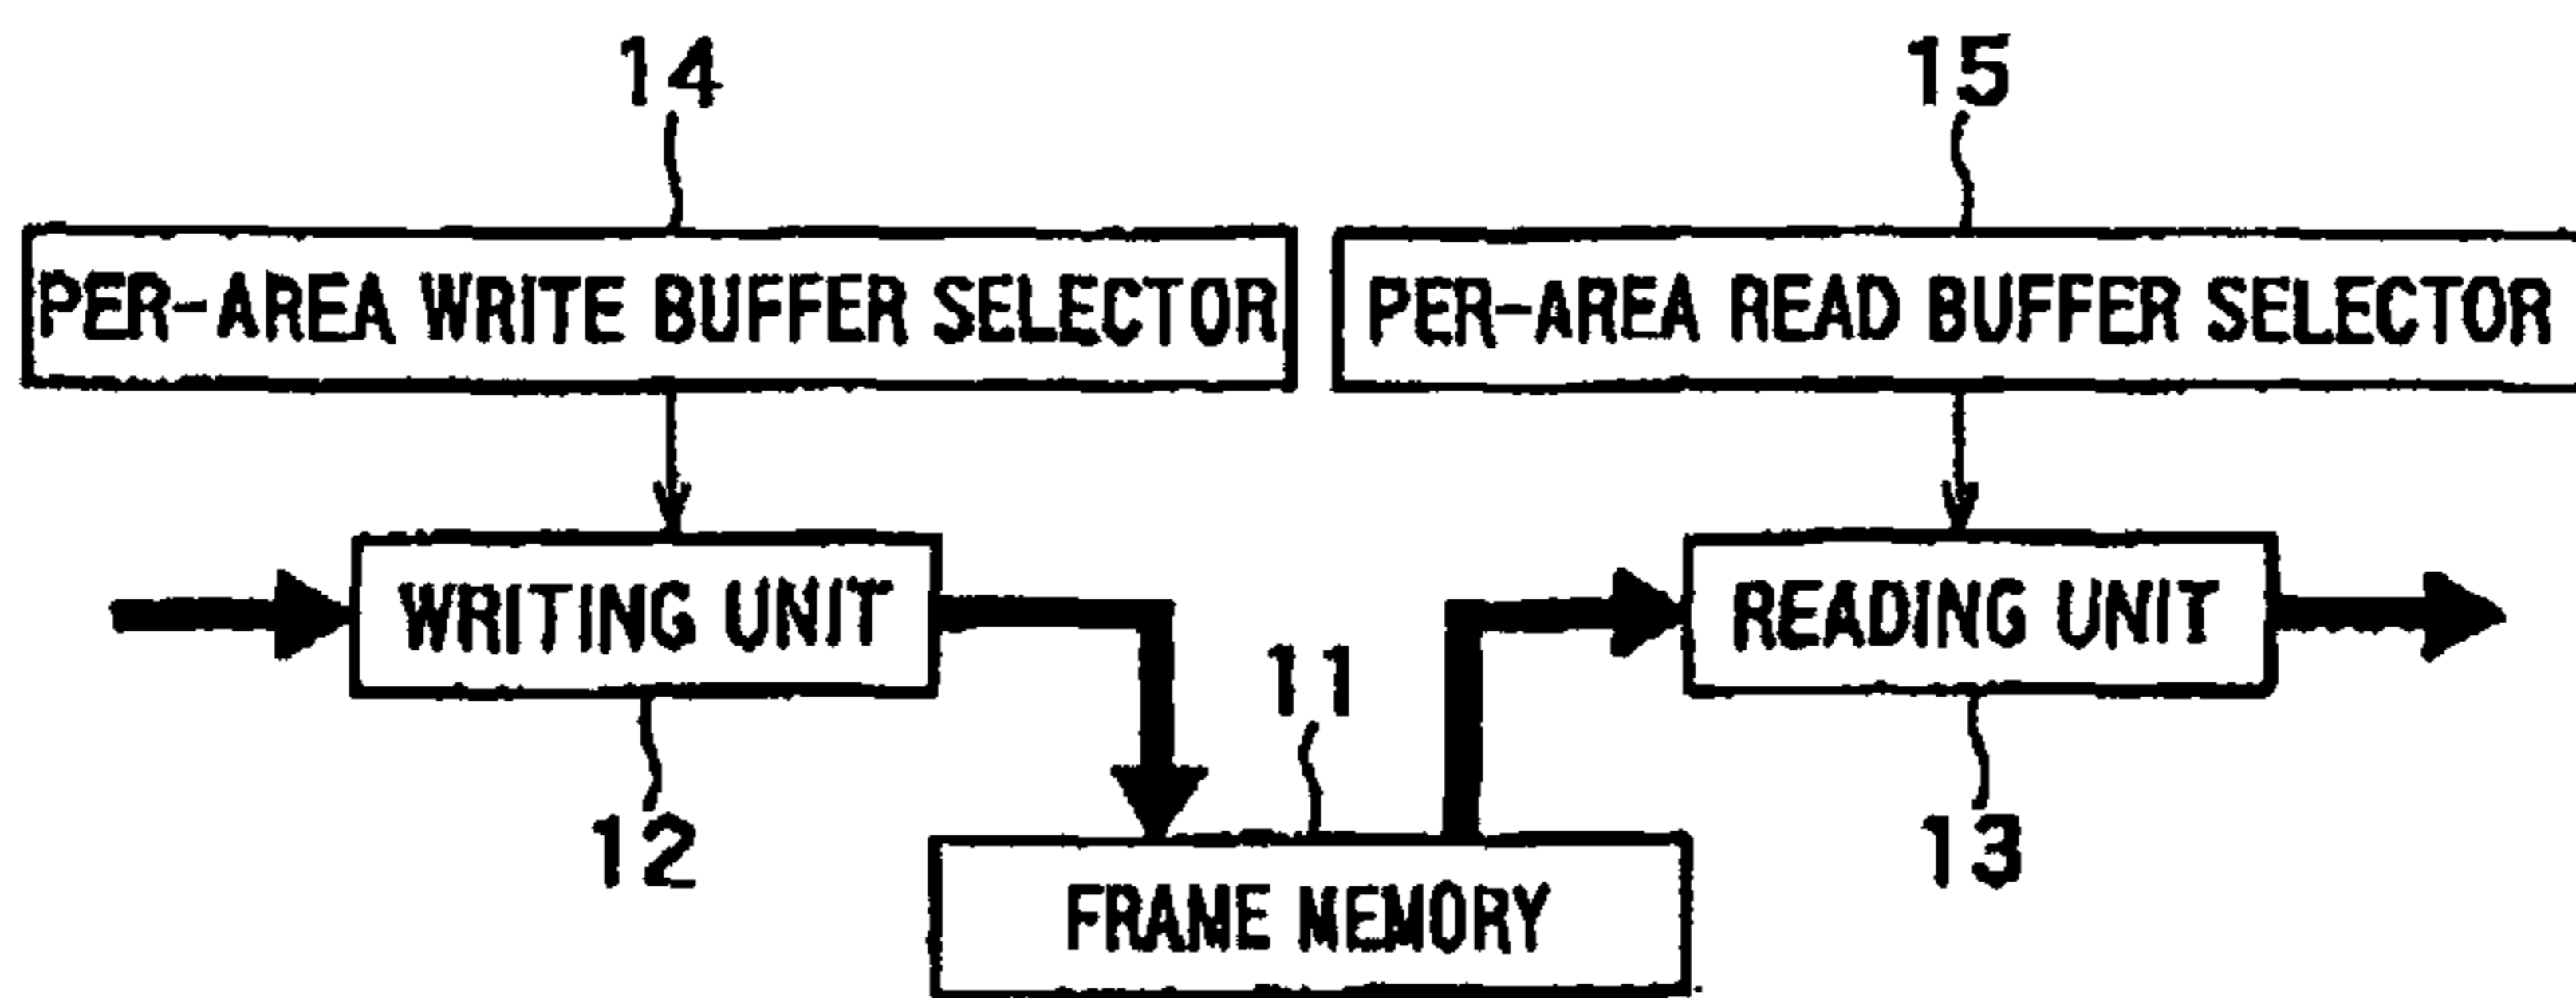 14
15
PER-AREA WRITE BUFFER SELECTOR
PER-AREA READ BUFFER SELECTOR
WRITING UNIT
READING UNIT
11
12
13
FRANE MEMORY